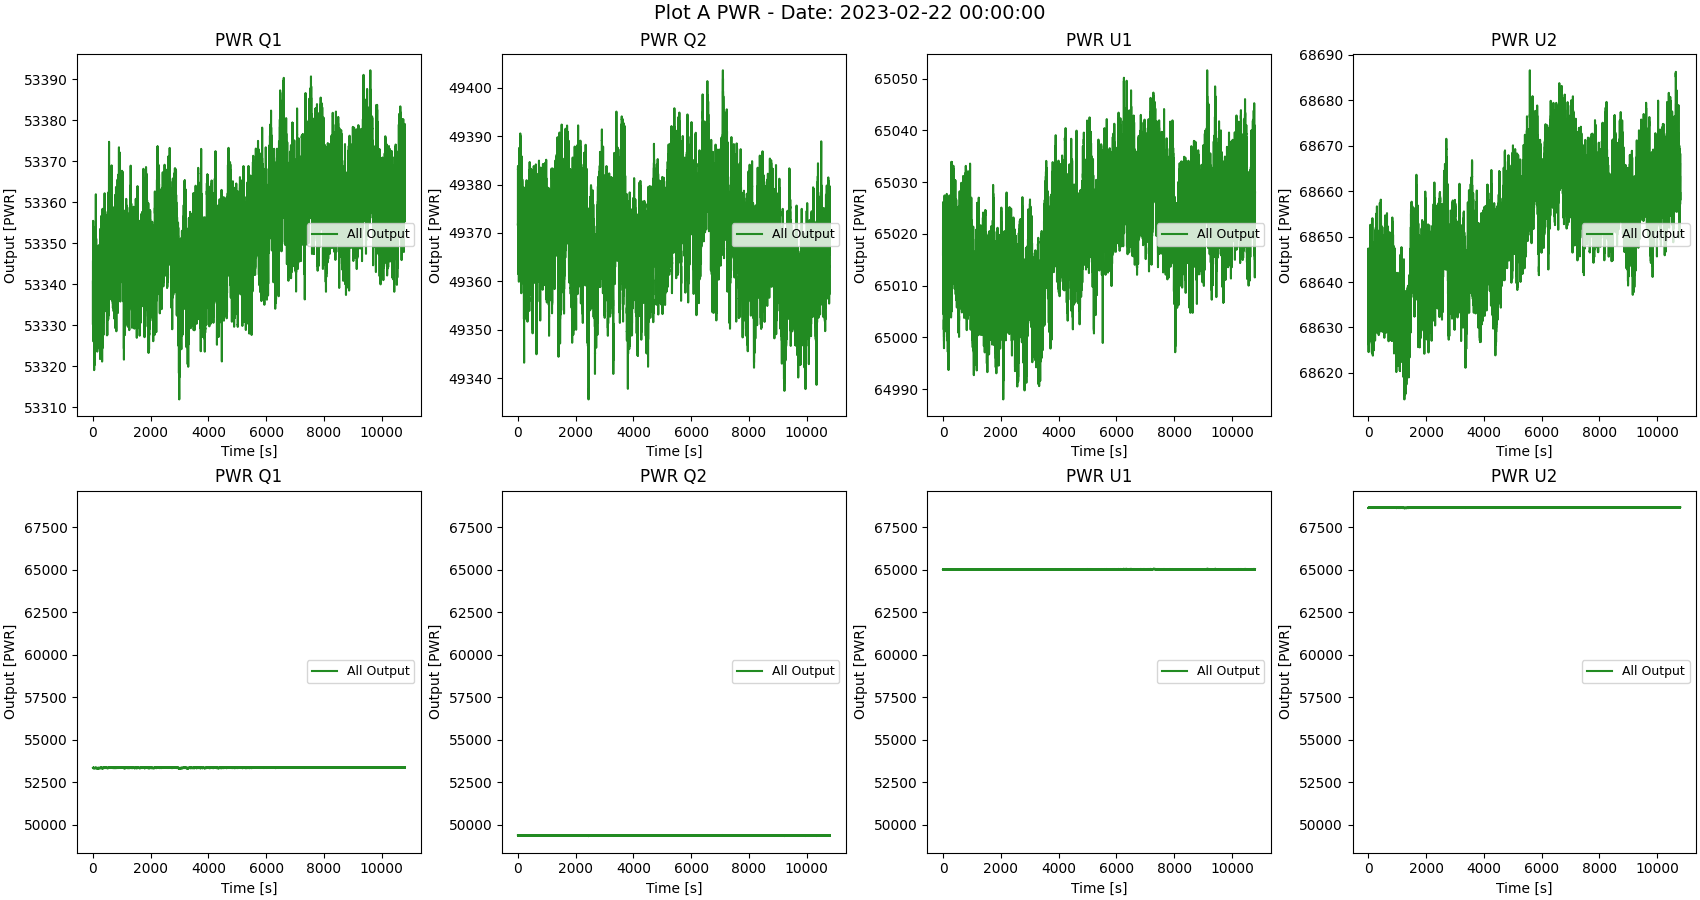 Plot A PWR - Date: 2023-02-22 00:00:00
PWR Q1
53390
53380
53370
53360
53350
53340
53330
53320
53310
Output [PWR]
All Output
0 2000 4000 6000 8000 10000
Time [s]
PWR Q2
49400
49390
49380
49370
49360
49350
49340
Output [PWR]
All Output
0 2000 4000 6000 8000 10000
Time [s]
PWR U1
65050
65040
65030
65020
65010
65000
64990
Output [PWR]
All Output
0 2000 4000 6000 8000 10000
Time [s]
PWR U2
68690
68680
68670
68660
68650
68640
68630
68620
Output [PWR]
All Output
0 2000 4000 6000 8000 10000
Time [s]
PWR Q1
67500
65000
62500
60000
57500
55000
52500
50000
Output [PWR]
All Output
0 2000 4000 6000 8000 10000
Time [s]
PWR Q2
67500
65000
62500
60000
57500
55000
52500
50000
Output [PWR]
All Output
0 2000 4000 6000 8000 10000
Time [s]
PWR U1
67500
65000
62500
60000
57500
55000
52500
50000
Output [PWR]
All Output
0 2000 4000 6000 8000 10000
Time [s]
PWR U2
67500
65000
62500
60000
57500
55000
52500
50000
Output [PWR]
All Output
0 2000 4000 6000 8000 10000
Time [s]